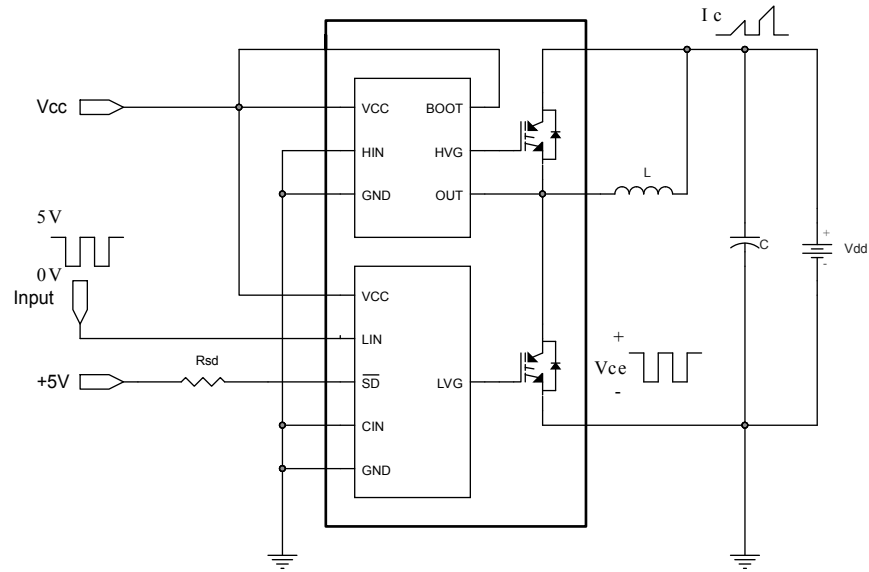 I c
Vcc
VCC
BOOT
HIN
HVG
GND
OUT
L
5V
0V
Input
+
C
Vdd
-
VCC
LIN
+
Vce
-
+5V
Rsd
SD
LVG
CIN
GND